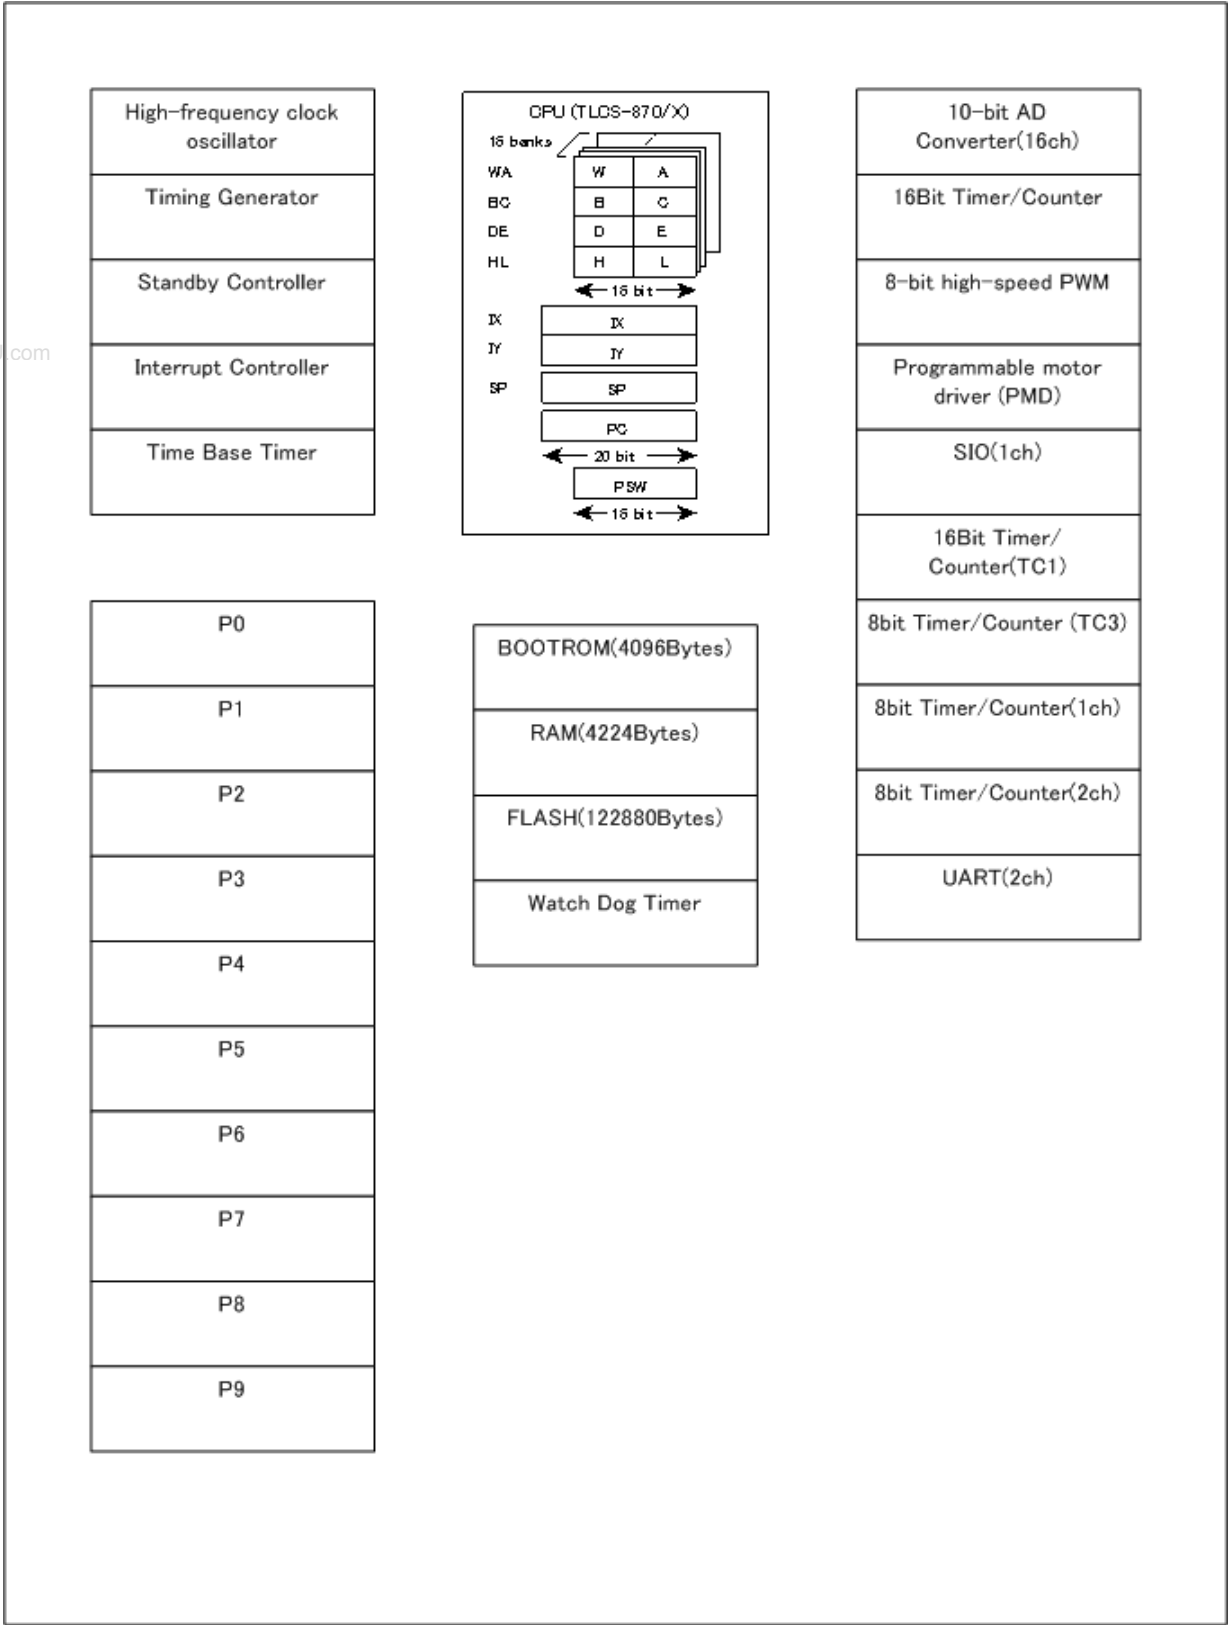 High-frequency clock
oscillator
Timing Generator
Standby Controller
Interrupt Controller
Time Base Timer
P0
P1
P2
P3
P4
P5
P6
P7
P8
P9
CPU (TLCS-870/X)
16 banks
WA W A
BC B C
DE D E
HL H L
16 bit
IX IX
IY IY
SP SP
PC
20 bit
PSW
16 bit
BOOTROM(4096Bytes)
RAM(4224Bytes)
FLASH(122880Bytes)
Watch Dog Timer
10-bit AD
Converter(16ch)
16Bit Timer/Counter
8-bit high-speed PWM
Programmable motor
driver (PMD)
SIO(1ch)
16Bit Timer/
Counter(TC1)
8bit Timer/Counter (TC3)
8bit Timer/Counter(1ch)
8bit Timer/Counter(2ch)
UART(2ch)
.com